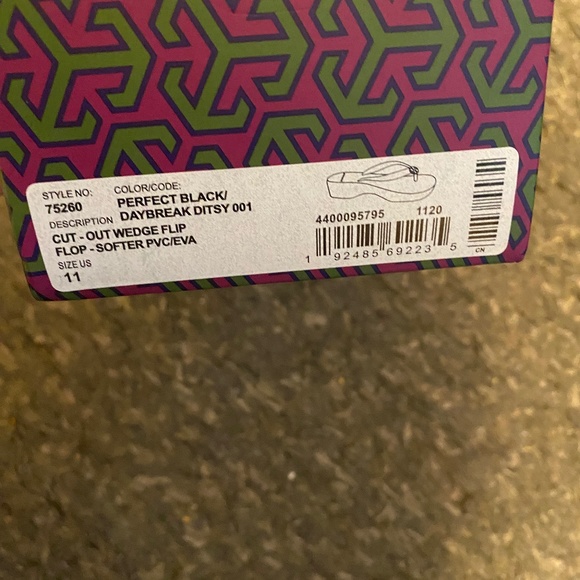 STYLE NO: COLOR/CODE:
75260 PERFECT BLACK/
DESCRIPTION DAYBREAK DITSY 001
CUT - OUT WEDGE FLIP
FLOP - SOFTER PVC/EVA
SIZE US
11
4400095795 1120
1 92485 69223 5
CN